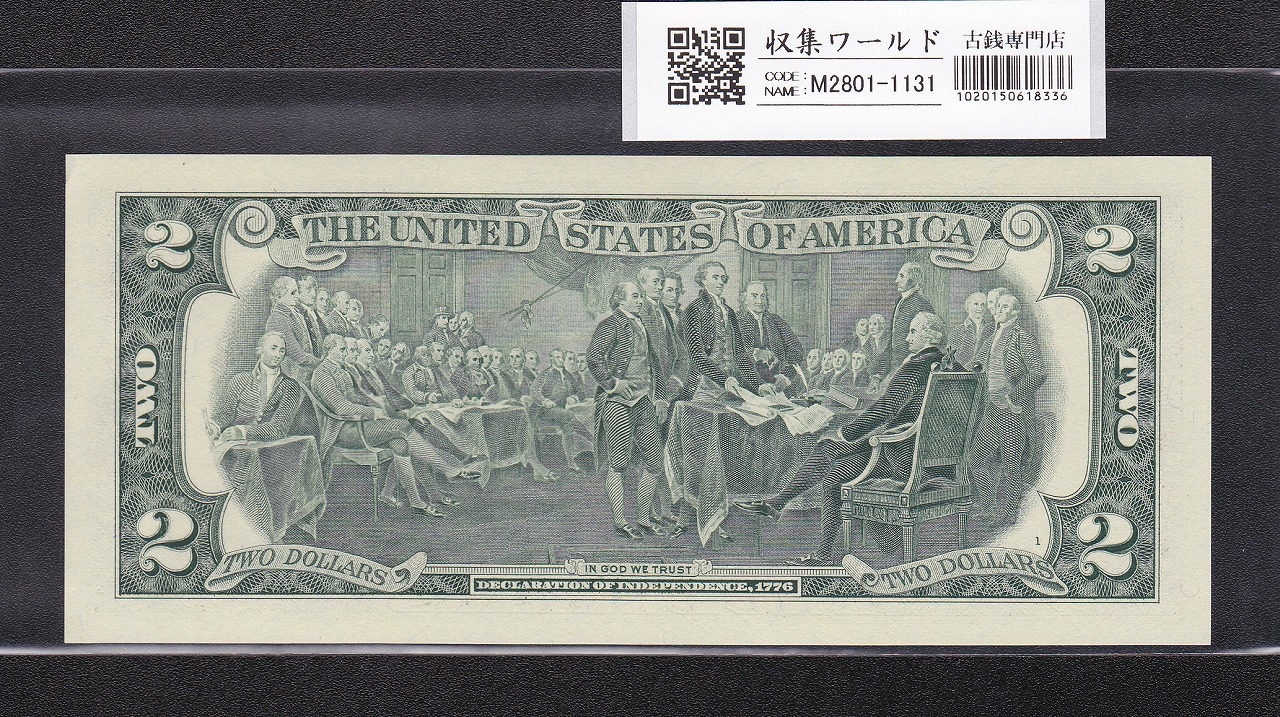 収集ワールド 古銭専門店
CODE:
NAME: M2801-1131
1020150618336
2 THE UNITED STATES OF AMERICA 2
TWO TWO
1
2 TWO DOLLARS IN GOD WE TRUST TWO DOLLARS 2
DECLARATION OF INDEPENDENCE, 1776